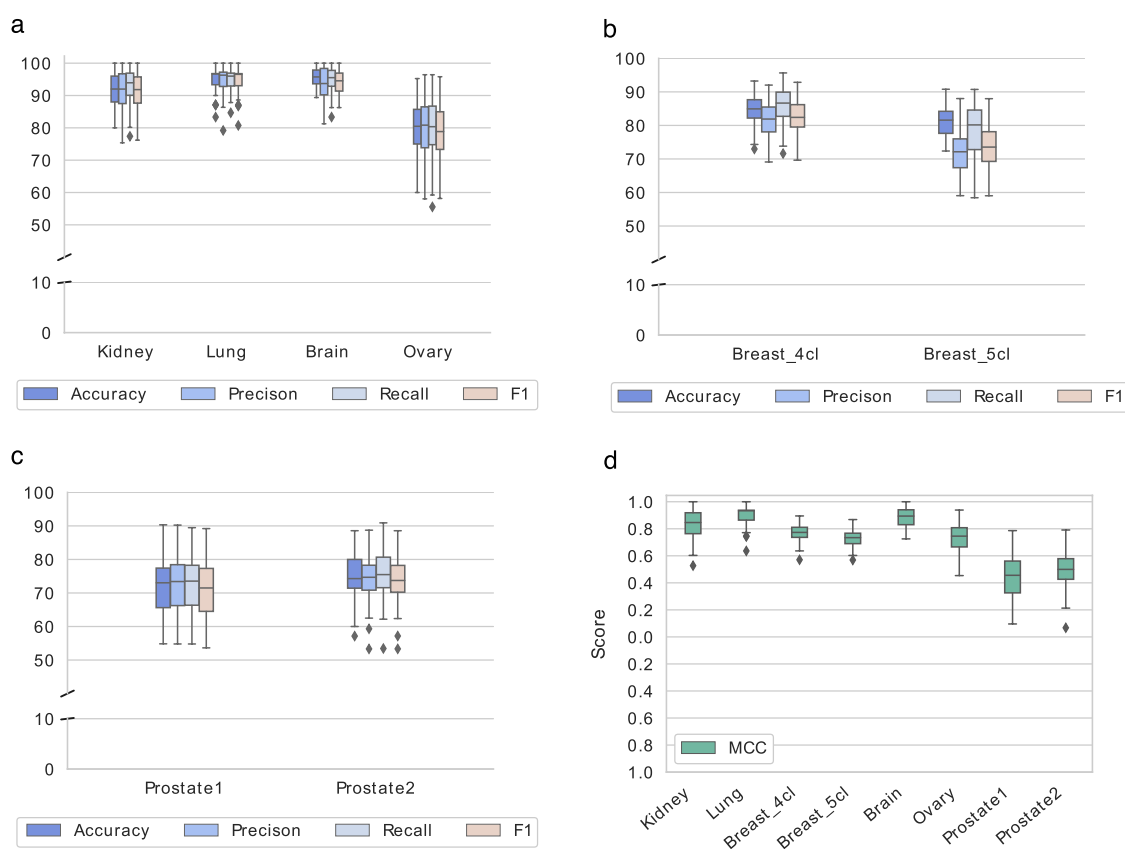 a
100
90
80
70
60
50
10
0
Kidney Lung Brain Ovary
Accuracy Precison Recall F1
b
100
90
80
70
60
50
10
0
Breast_4cl Breast_5cl
Accuracy Precison Recall F1
c
100
90
80
70
60
50
10
0
Prostate1 Prostate2
Accuracy Precison Recall F1
d
Score
1.0
0.8
0.6
0.4
0.2
0.0
0.2
0.4
0.6
0.8
1.0
MCC
Kidney Lung Breast_4cl Breast_5cl Brain Ovary Prostate1 Prostate2